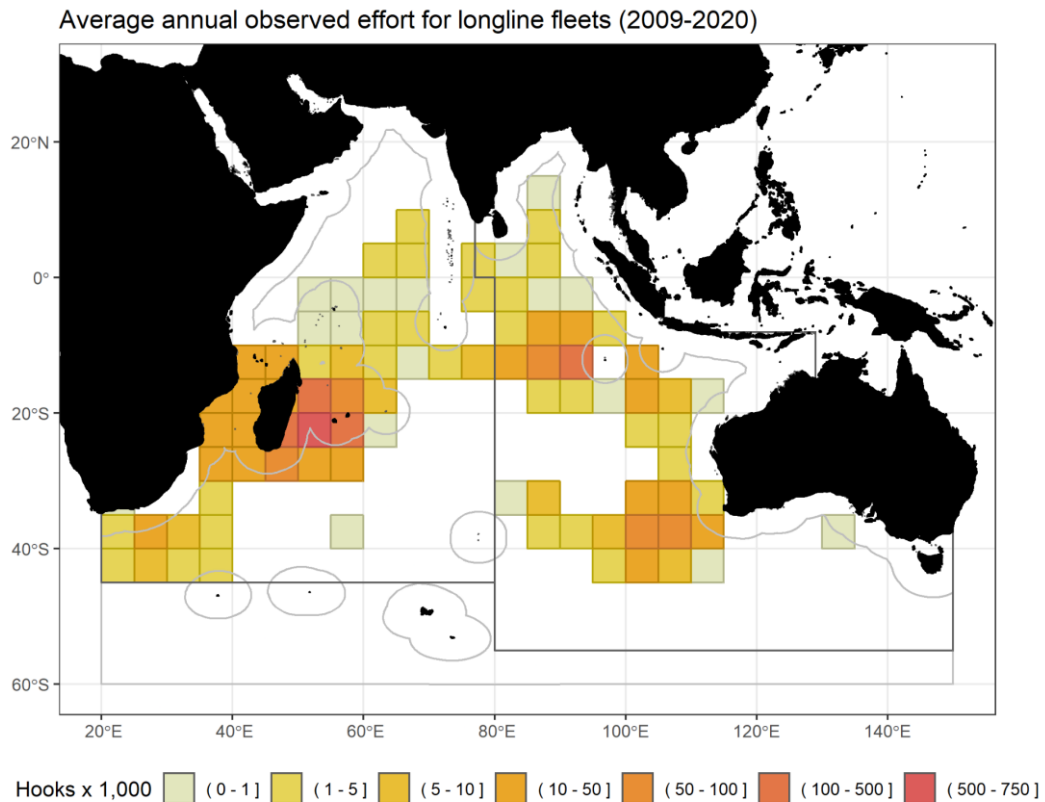 Average annual observed effort for longline fleets (2009-2020)
20°N
0°
20°S
40°S
60°S
20°E 40°E 60°E 80°E 100°E 120°E 140°E
Hooks x 1,000 ( 0 - 1 ] ( 1 - 5 ] ( 5 - 10 ] ( 10 - 50 ] ( 50 - 100 ] ( 100 - 500 ] ( 500 - 750 ]